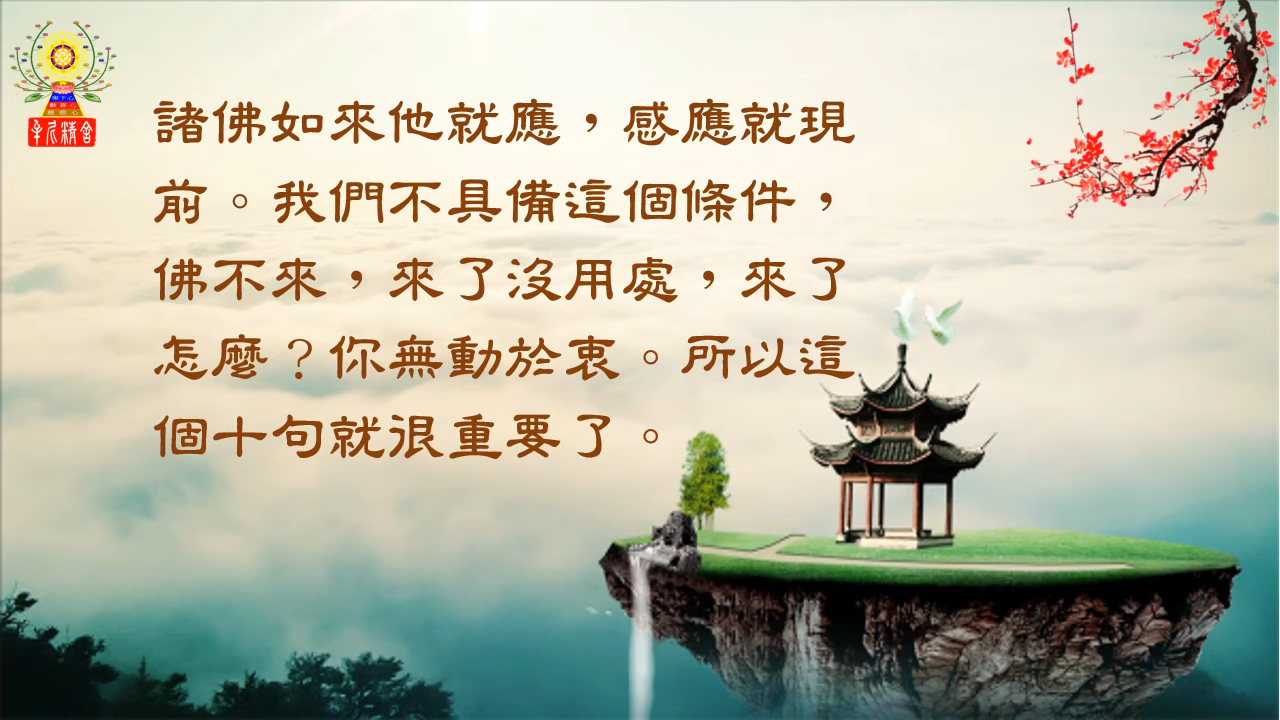 諸佛如來他就應，感應就現
前。我們不具備這個條件，
佛不來，來了沒用處，來了
怎麼？你無動於衷。所以這
個十句就很重要了。